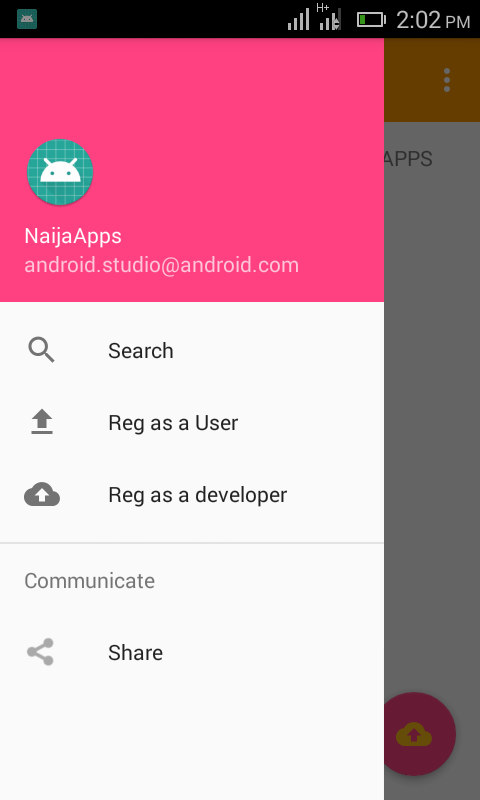 H+
2:02 PM
APPS
NaijaApps
android.studio@android.com
Search
Reg as a User
Reg as a developer
Communicate
Share